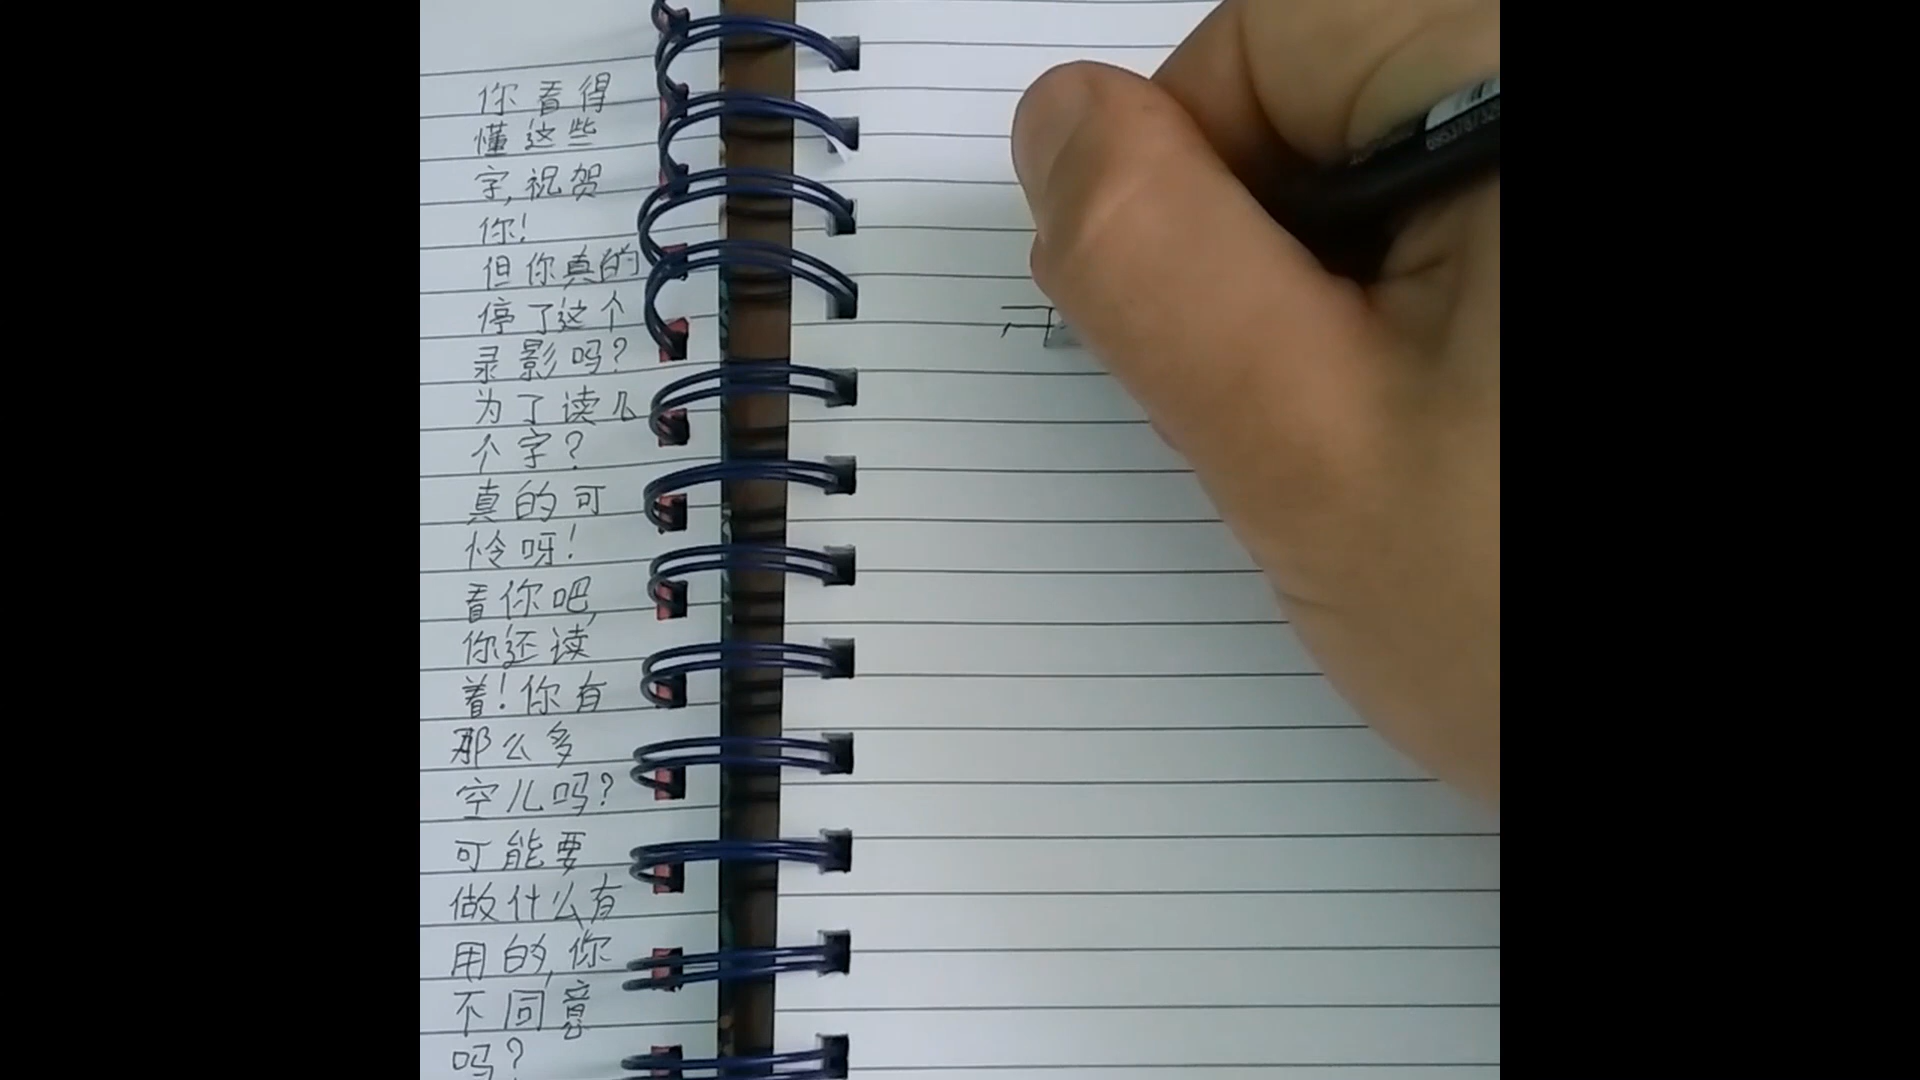 你看得
懂这些
字,祝贺
你!
但你真的
停了这个
录影吗?
为了读几
个字?
真的可
怜呀!
看你吧,
你还读
着!你有
那么多
空儿吗?
可能要
做什么有
用的,你
不同意
吗?